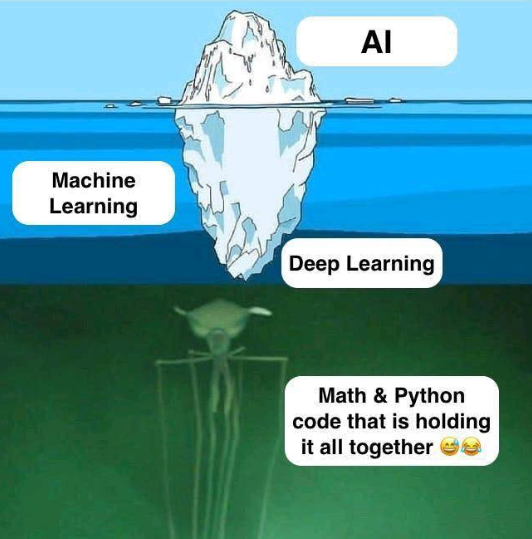 AI
Machine
Learning
Deep Learning
Math & Python
code that is holding
it all together 😅😂